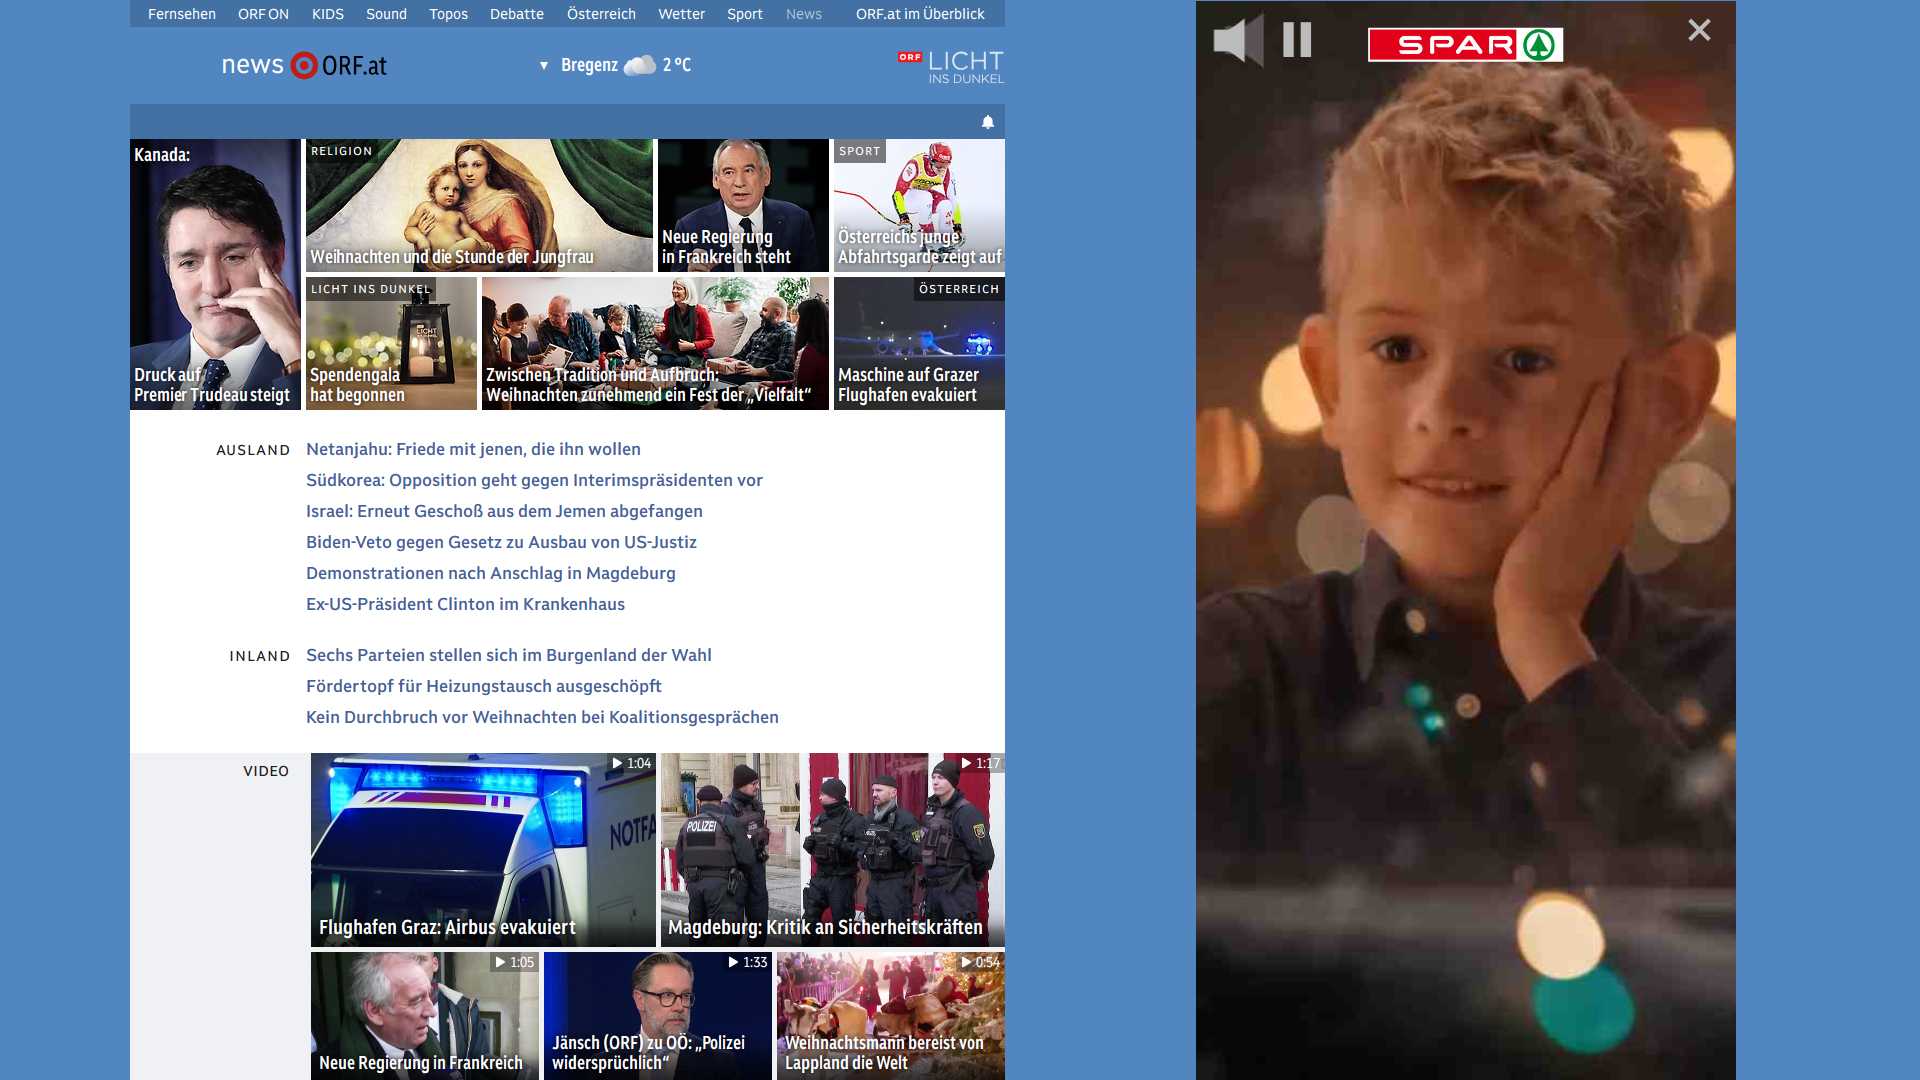 Fernsehen ORF ON KIDS Sound Topos Debatte Österreich Wetter Sport News ORF.at im Überblick
news ORF.at
▼ Bregenz 2 °C
ORF LICHT
INS DUNKEL
Kanada:
Druck auf
Premier Trudeau steigt
RELIGION
Weihnachten und die Stunde der Jungfrau
Neue Regierung
in Frankreich steht
SPORT
Österreichs junge
Abfahrtsgarde zeigt auf
LICHT INS DUNKEL
LICHT
Spendengala
hat begonnen
Zwischen Tradition und Aufbruch:
Weihnachten zunehmend ein Fest der „Vielfalt“
ÖSTERREICH
Maschine auf Grazer
Flughafen evakuiert
AUSLAND
Netanjahu: Friede mit jenen, die ihn wollen
Südkorea: Opposition geht gegen Interimspräsidenten vor
Israel: Erneut Geschoß aus dem Jemen abgefangen
Biden-Veto gegen Gesetz zu Ausbau von US-Justiz
Demonstrationen nach Anschlag in Magdeburg
Ex-US-Präsident Clinton im Krankenhaus
INLAND
Sechs Parteien stellen sich im Burgenland der Wahl
Fördertopf für Heizungstausch ausgeschöpft
Kein Durchbruch vor Weihnachten bei Koalitionsgesprächen
VIDEO
1:04
NOTFA
Flughafen Graz: Airbus evakuiert
1:17
POLIZEI
Magdeburg: Kritik an Sicherheitskräften
1:05
Neue Regierung in Frankreich
1:33
Jänsch (ORF) zu OÖ: „Polizei
widersprüchlich“
0:54
Weihnachtsmann bereist von
Lappland die Welt
SPAR